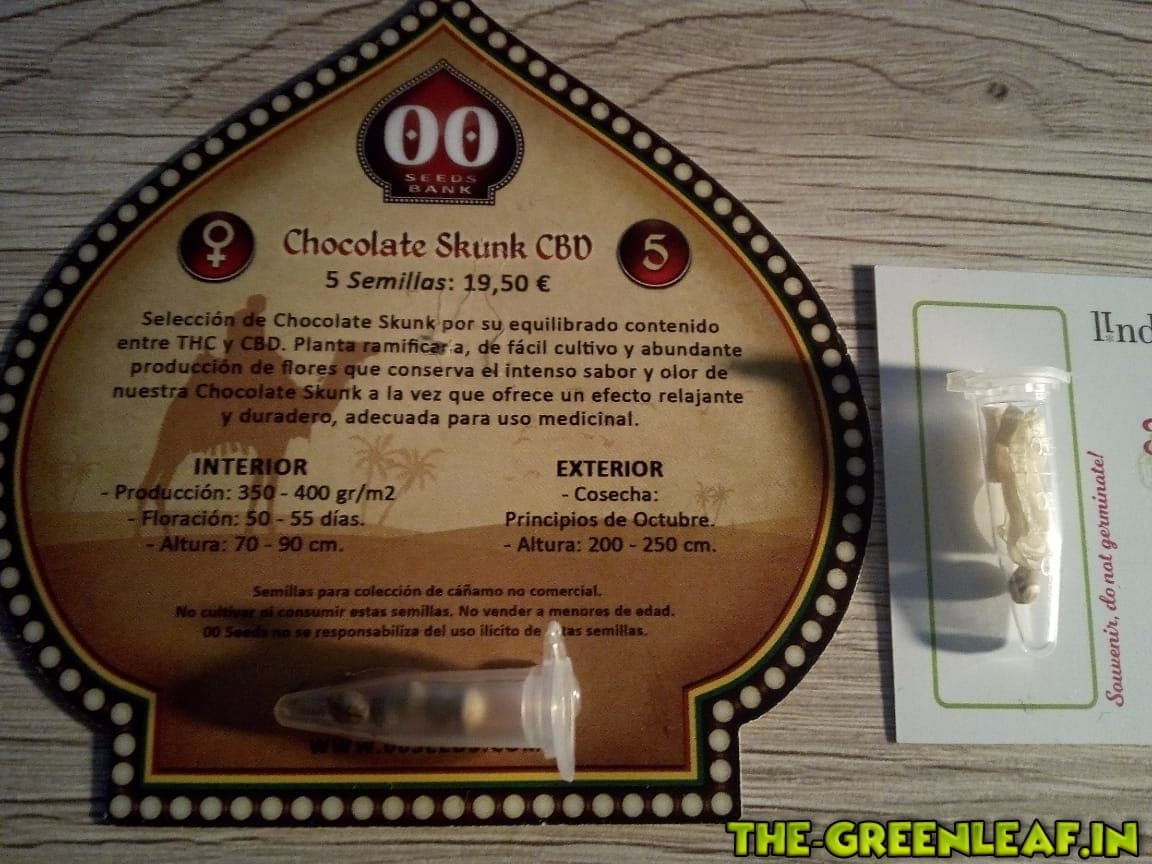 00
SEEDS
BANK
Chocolate Skunk CBD
5
5 Semillas: 19,50 €
Selección de Chocolate Skunk por su equilibrado contenido
entre THC y CBD. Planta ramificaria, de fácil cultivo y abundante
producción de flores que conserva el intenso sabor y olor de
nuestra Chocolate Skunk a la vez que ofrece un efecto relajante
y duradero, adecuada para uso medicinal.
INTERIOR
- Producción: 350 - 400 gr/m2
- Floración: 50 - 55 días.
- Altura: 70 - 90 cm.
EXTERIOR
- Cosecha:
Principios de Octubre.
- Altura: 200 - 250 cm.
Semillas para colección de cáñamo no comercial.
No cultivar ni consumir estas semillas. No vender a menores de edad.
00 Seeds no se responsabiliza del uso ilícito de semillas.
Souvenir, do not germinate!
THE-GREENLEAF.IN